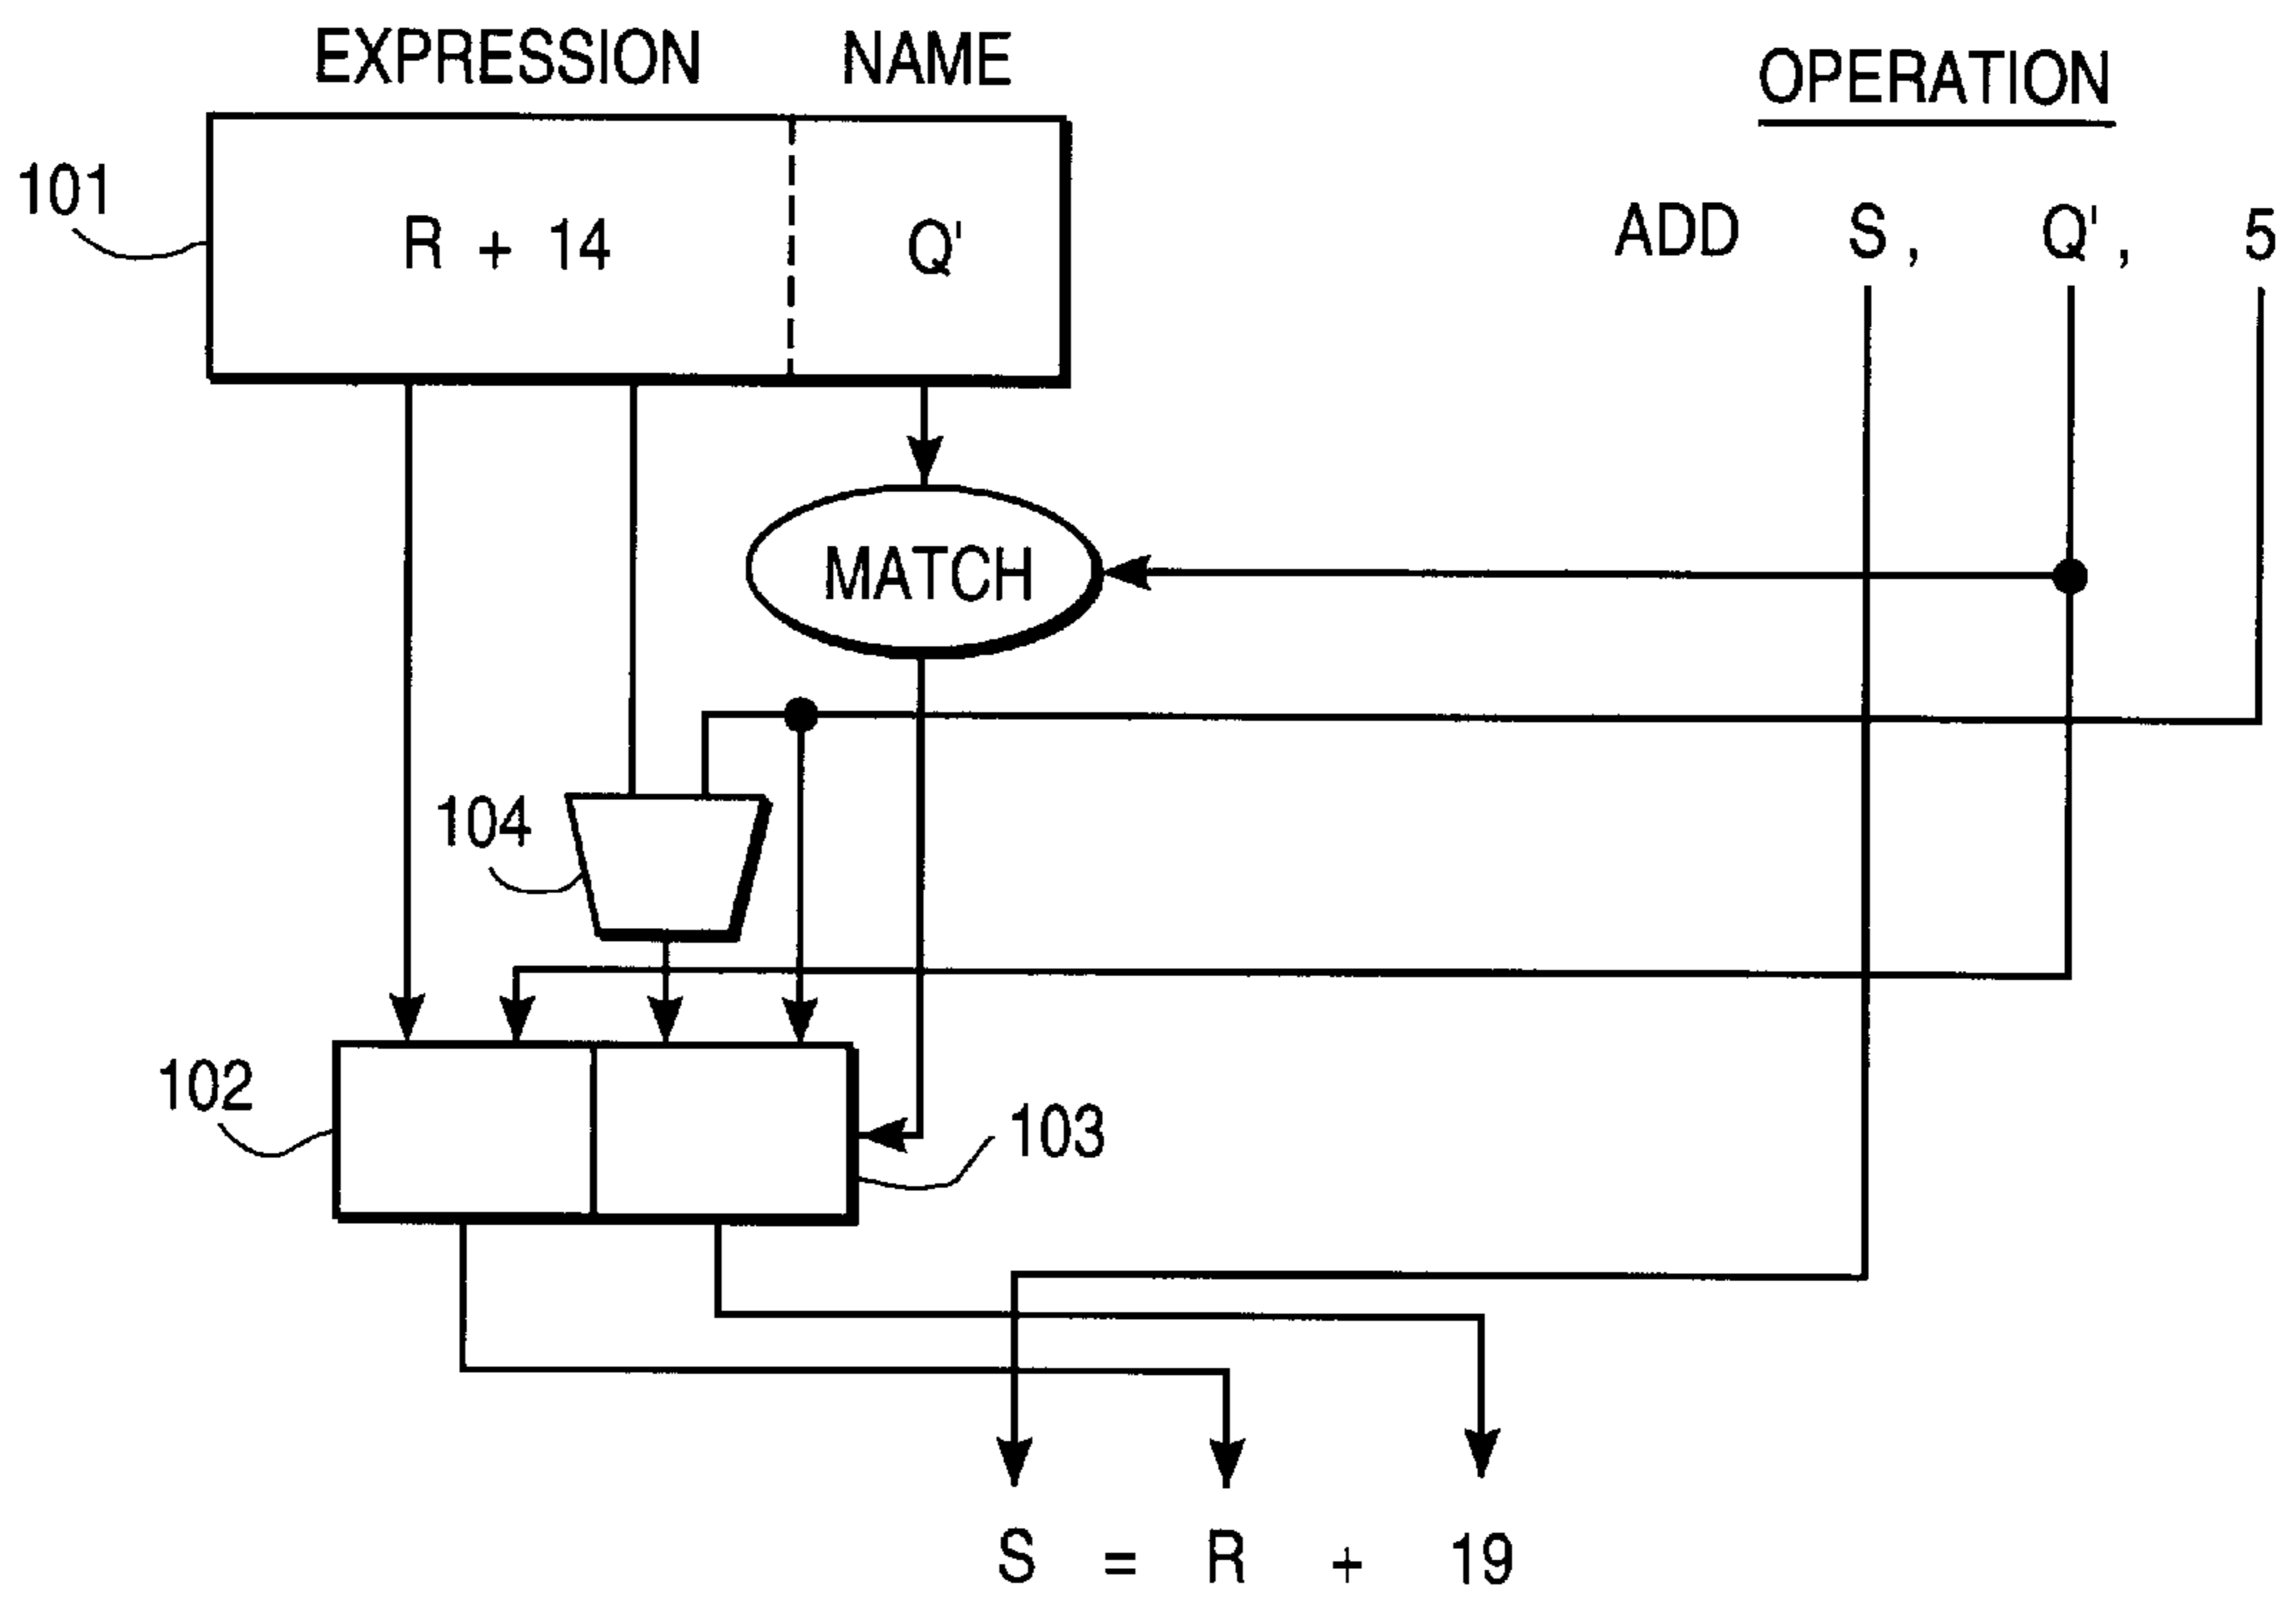 EXPRESSION NAME
OPERATION
101
R + 14 Q'
ADD S, Q', 5
MATCH
104
102
103
S = R + 19